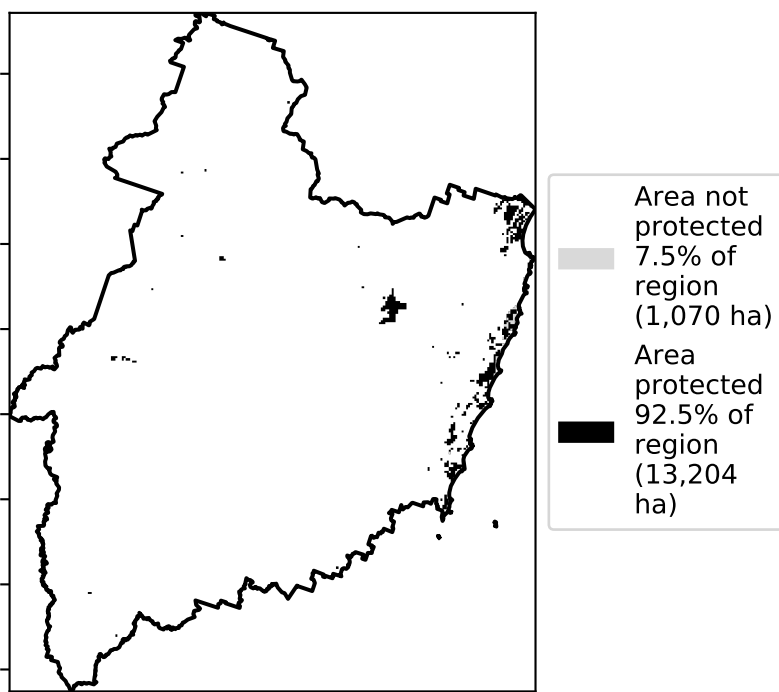 Area not
protected
7.5% of
region
(1,070 ha)
Area
protected
92.5% of
region
(13,204
ha)